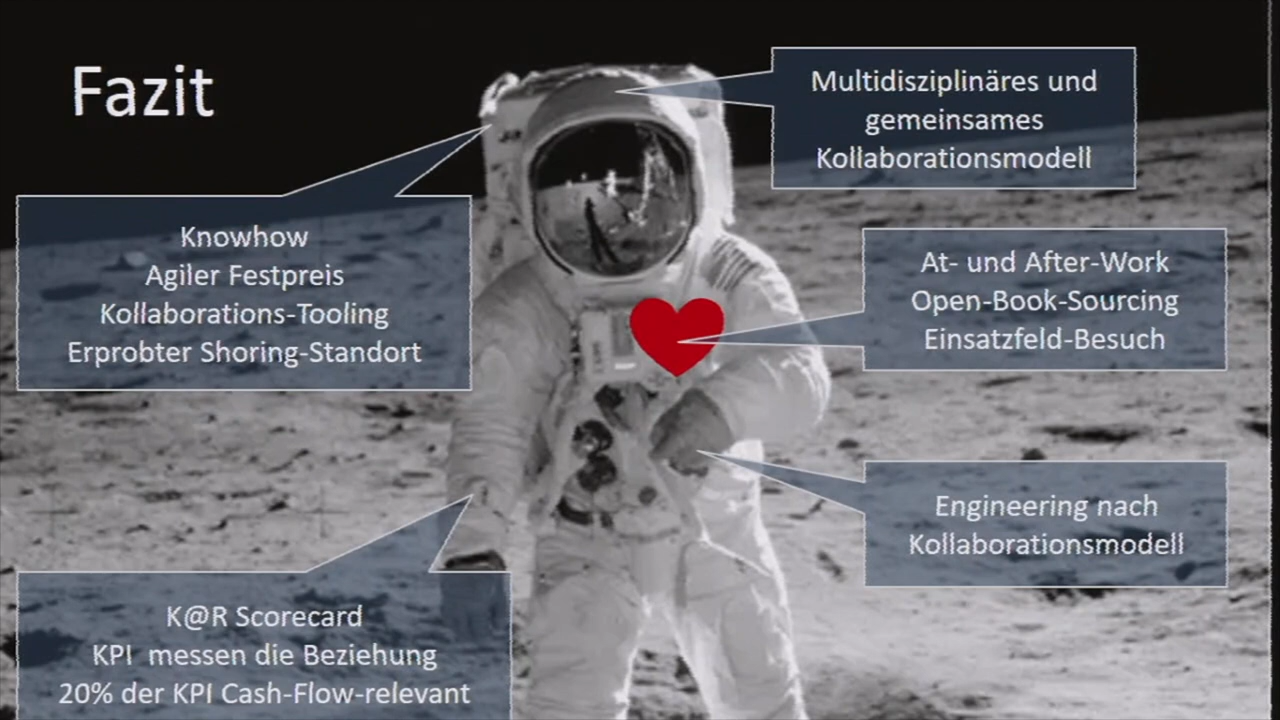 Fazit
Multidisziplinäres und
gemeinsames
Kollaborationsmodell
Knowhow
Agiler Festpreis
Kollaborations-Tooling
Erprobter Shoring-Standort
At- und After-Work
Open-Book-Sourcing
Einsatzfeld-Besuch
Engineering nach
Kollaborationsmodell
K@R Scorecard
KPI  messen die Beziehung
20% der KPI Cash-Flow-relevant